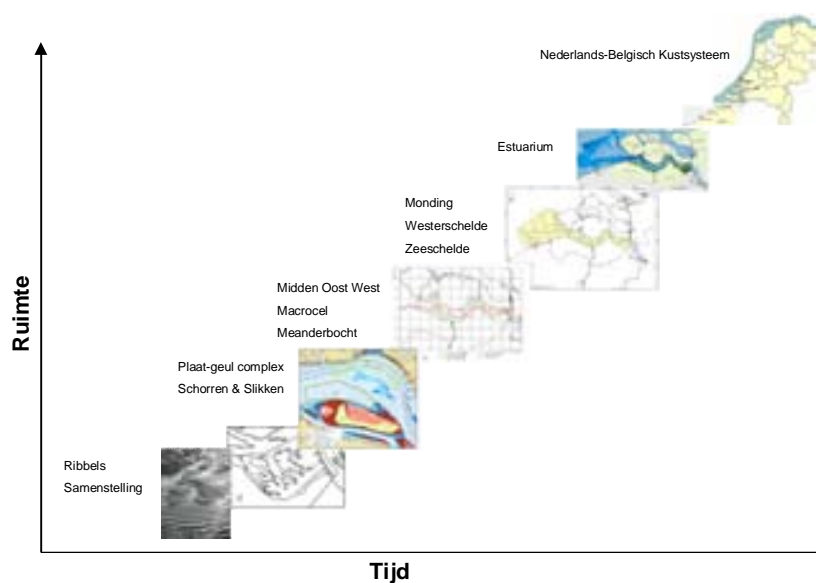 Nederlands-Belgisch Kustsysteem
Estuarium
Monding
Westerschelde
Zeeschelde
Midden Oost West
Macrocel
Meanderbocht
Plaat-geul complex
Schorren & Slikken
Ribbels
Samenstelling
Ruimte
Tijd